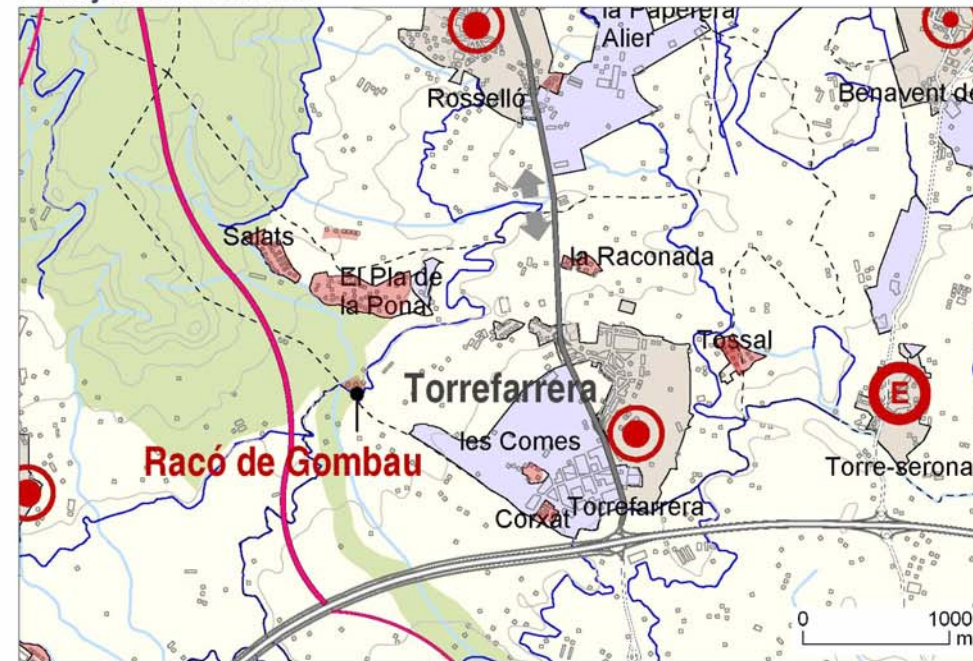 la Paperera
Alier
Rosselló
Benavent de
Salats
la Raconada
El Pla de
la Pona
Tossal
Torrefarrera
E
les Comes
Racó de Gombau
Torre-serona
Corxat
Torrefarrera
0
1000
m